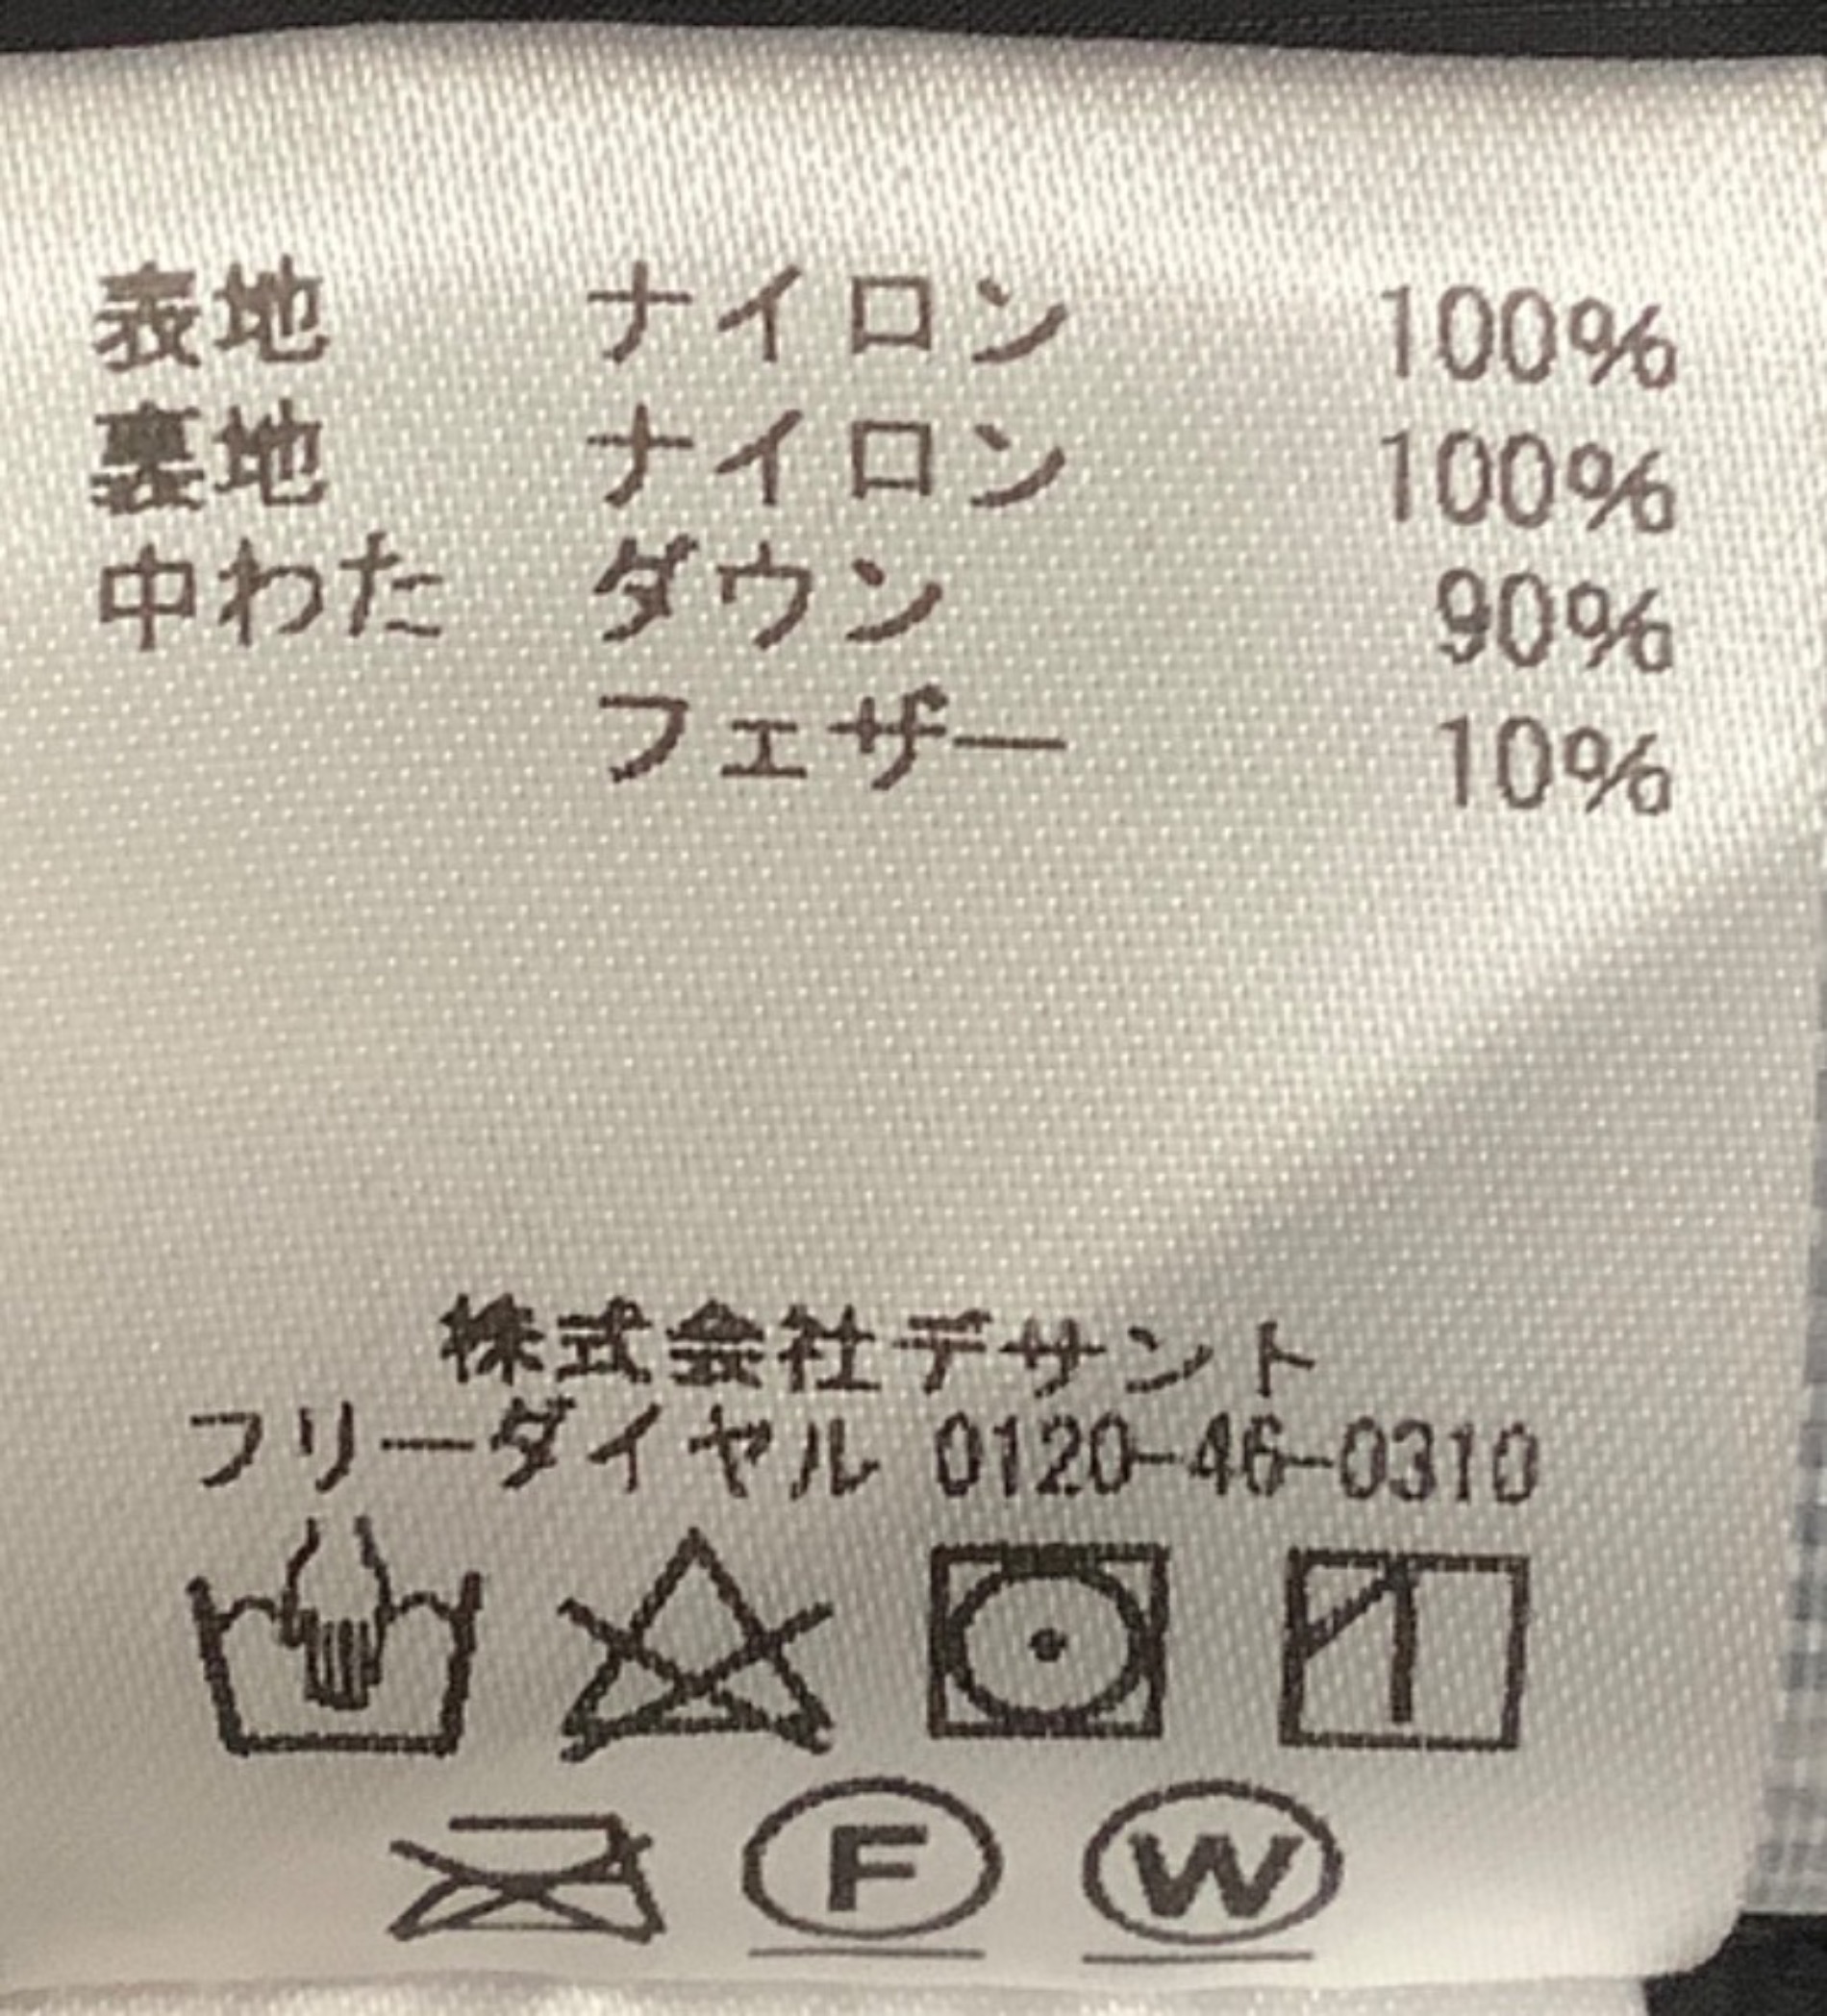 表地 ナイロン 100%
裏地 ナイロン 100%
中わた ダウン 90%
フェザー 10%
株式会社デサント
フリーダイヤル 0120-46-0310
F W